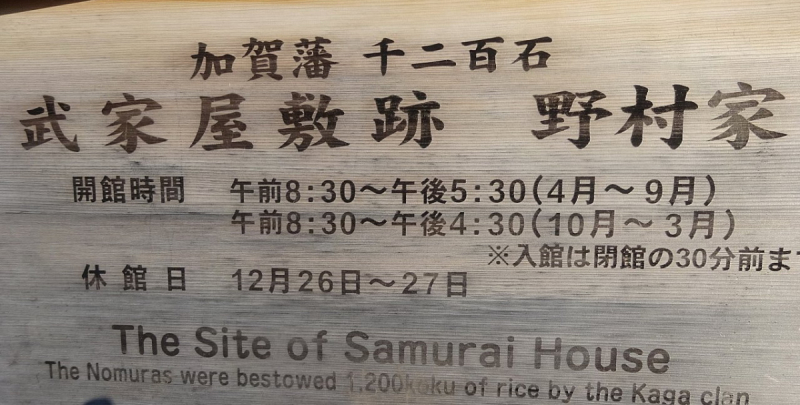 加賀藩 千二百石
武家屋敷跡 野村家
開館時間 午前8:30～午後5:30(4月～9月)
午前8:30～午後4:30(10月～3月)
※入館は閉館の30分前まで
休館日 12月26日～27日
The Site of Samurai House
The Nomuras were bestowed 1,200koku of rice by the Kaga clan